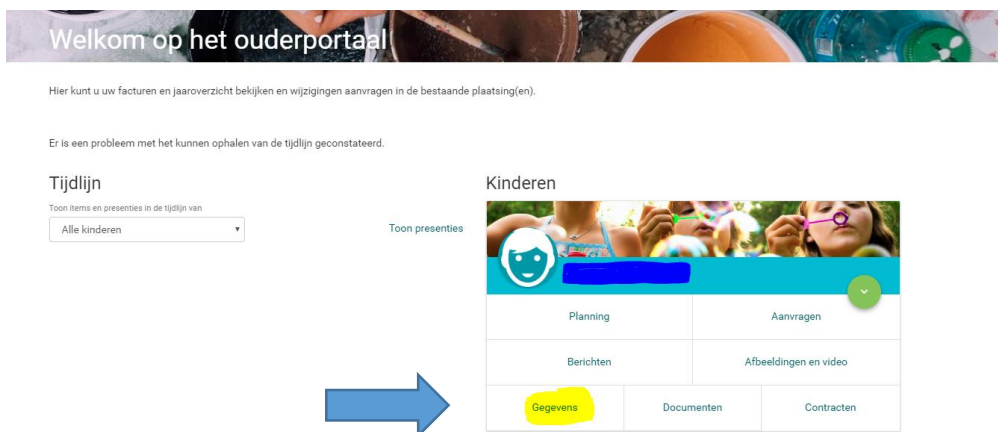 Welkom op het ouderportaal
Hier kunt u uw facturen en jaaroverzicht bekijken en wijzigingen aanvragen in de bestaande plaatsing(en).
Er is een probleem met het kunnen ophalen van de tijdlijn geconstateerd.
Tijdlijn
Toon items en presenties in de tijdlijn van
Alle kinderen
Toon presenties
Kinderen
Planning
Aanvragen
Berichten
Afbeeldingen en video
Gegevens
Documenten
Contracten